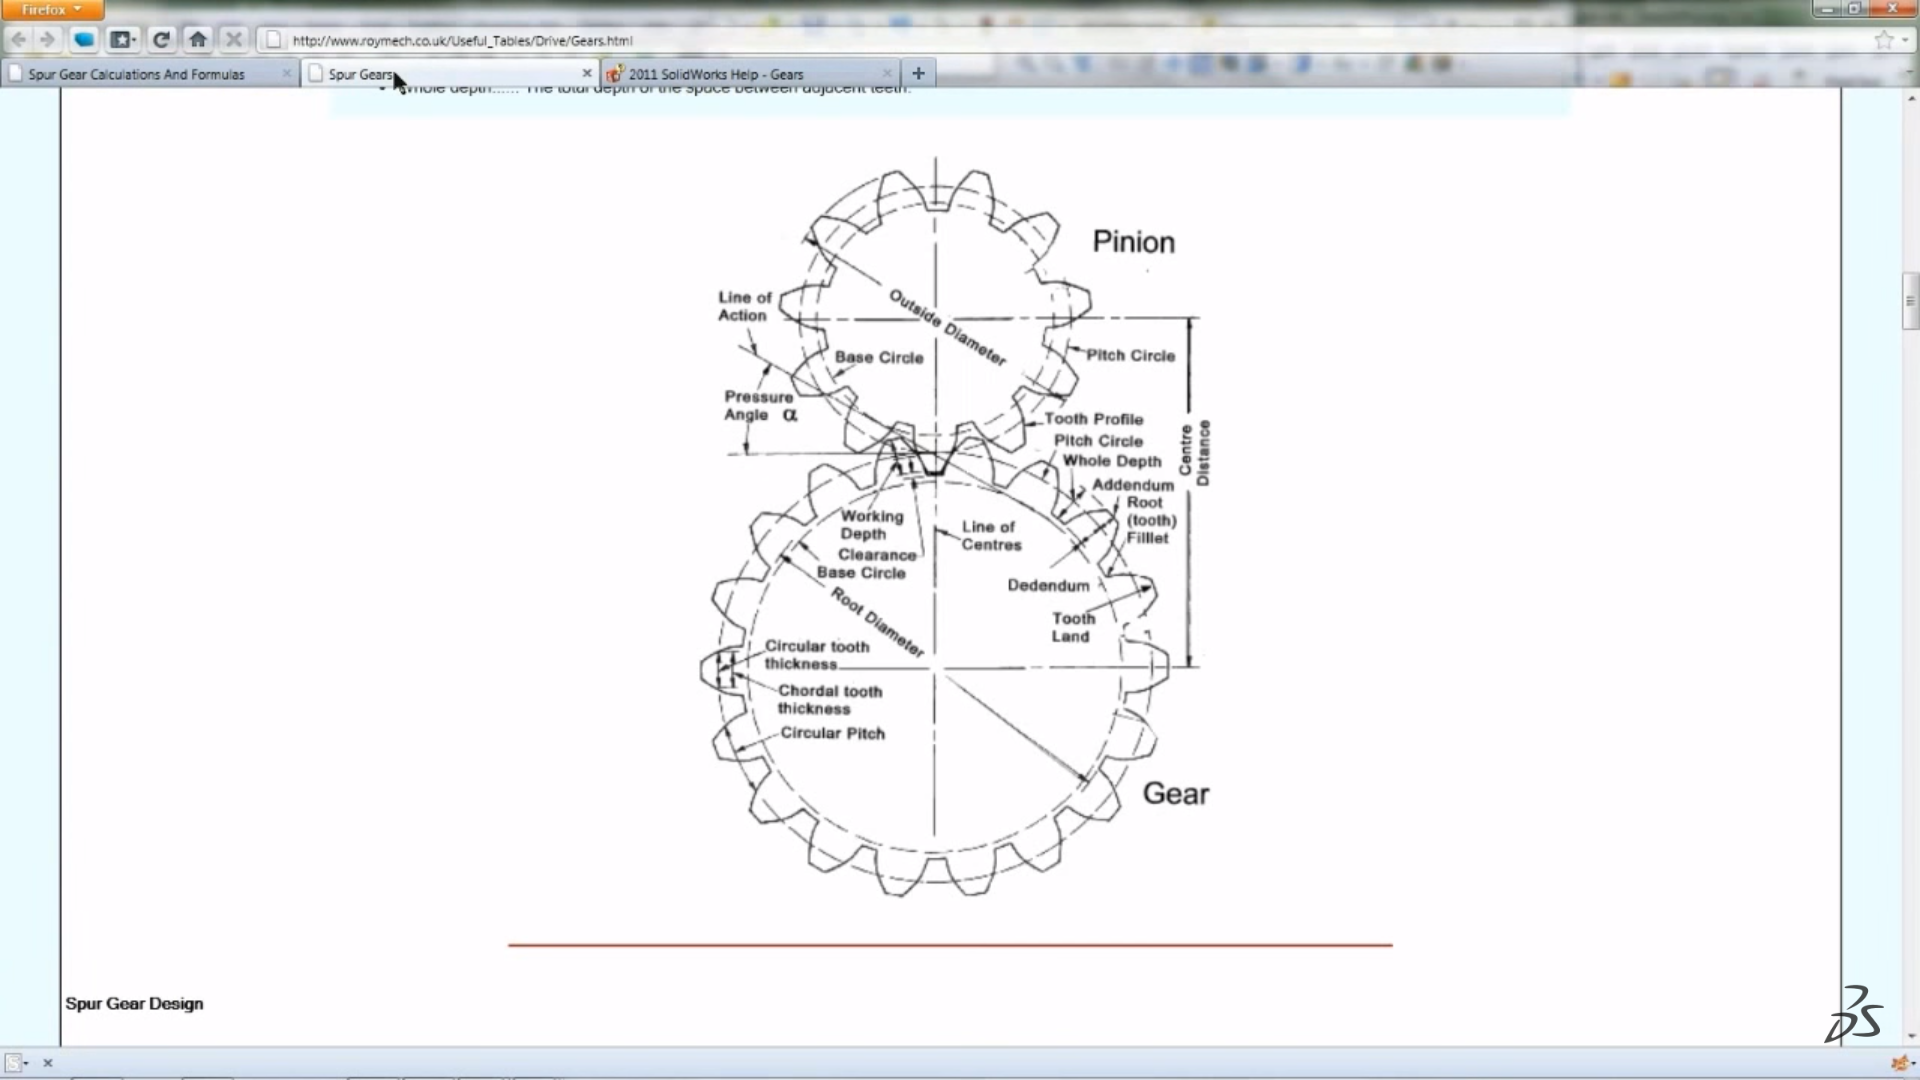 Firefox
http://www.roymech.co.uk/Useful_Tables/Drive/Gears.html
Spur Gear Calculations And Formulas
Spur Gears
2011 SolidWorks Help - Gears
Whole depth...... The total depth of the space between adjacent teeth.
Pinion
Line of
Action
Outside Diameter
Base Circle
Pitch Circle
Pressure
Angle α
Tooth Profile
Pitch Circle
Whole Depth
Centre
Distance
Addendum
Root
(tooth)
Filllet
Working
Depth
Line of
Centres
Clearance
Base Circle
Dedendum
Root Diameter
Tooth
Land
Circular tooth
thickness
Chordal tooth
thickness
Circular Pitch
Gear
Spur Gear Design
3DS